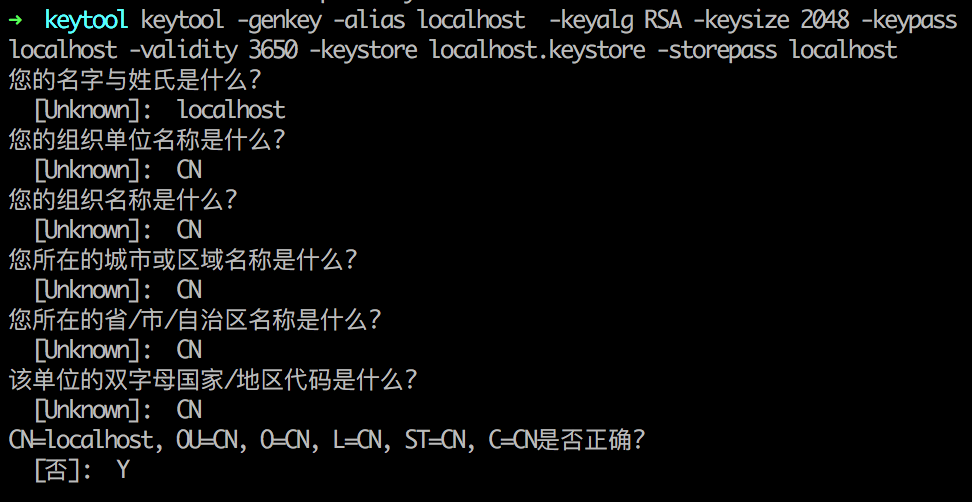 ➜  keytool keytool -genkey -alias localhost  -keyalg RSA -keysize 2048 -keypass
localhost -validity 3650 -keystore localhost.keystore -storepass localhost
您的名字与姓氏是什么?
  [Unknown]:  localhost
您的组织单位名称是什么?
  [Unknown]:  CN
您的组织名称是什么?
  [Unknown]:  CN
您所在的城市或区域名称是什么?
  [Unknown]:  CN
您所在的省/市/自治区名称是什么?
  [Unknown]:  CN
该单位的双字母国家/地区代码是什么?
  [Unknown]:  CN
CN=localhost, OU=CN, O=CN, L=CN, ST=CN, C=CN是否正确?
  [否]:  Y